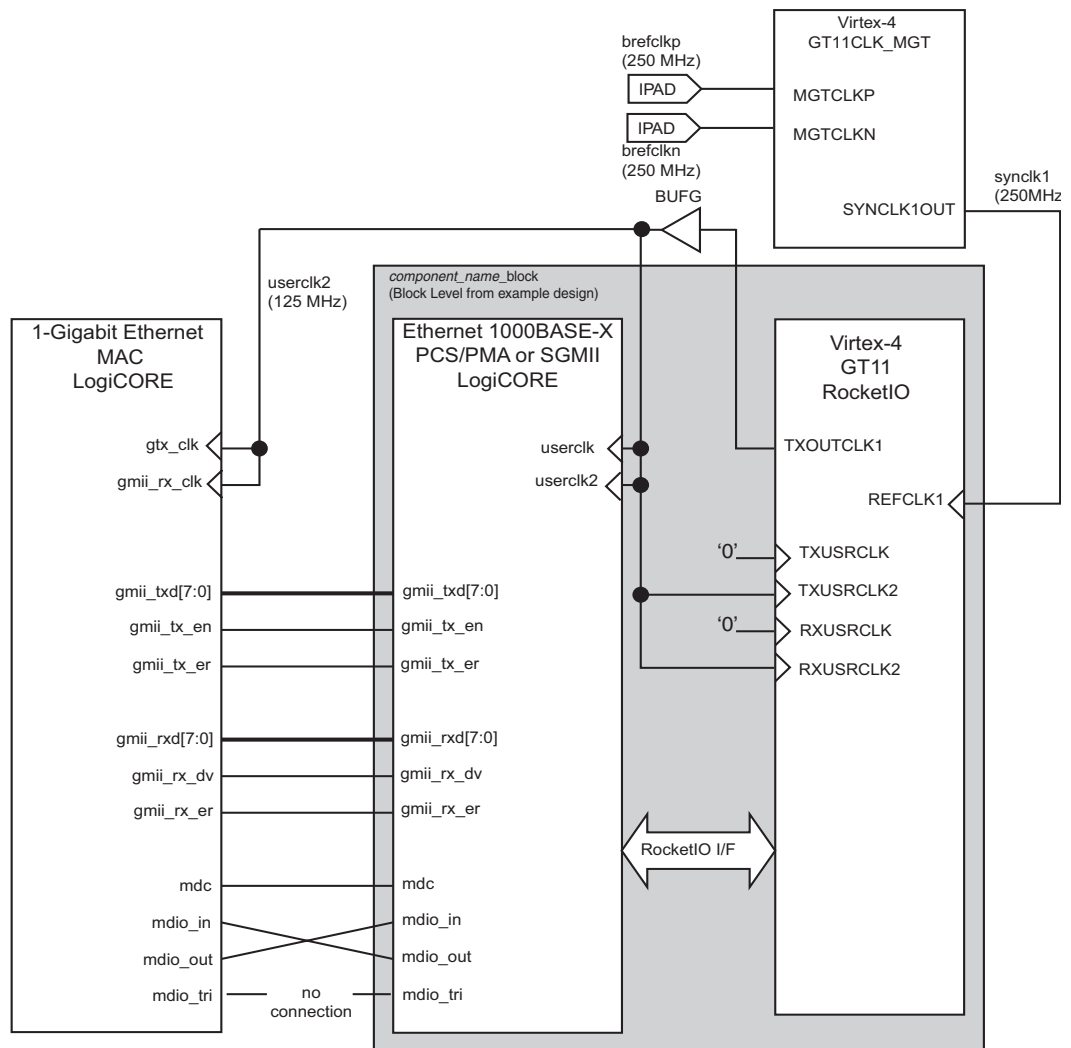 Virtex-4
GT11CLK_MGT
brefclkp
(250 MHz)
IPAD
MGTCLKP
IPAD
MGTCLKN
brefclkn
(250 MHz)
synclk1
(250MHz
BUFG
SYNCLK1OUT
userclk2
(125 MHz)
component_name_block
(Block Level from example design)
1-Gigabit Ethernet
MAC
LogiCORE
Ethernet 1000BASE-X
PCS/PMA or SGMII
LogiCORE
Virtex-4
GT11
RocketIO
gtx_clk
userclk
TXOUTCLK1
gmii_rx_clk
userclk2
REFCLK1
'0'
TXUSRCLK
gmii_txd[7:0]
gmii_txd[7:0]
TXUSRCLK2
gmii_tx_en
gmii_tx_en
'0'
RXUSRCLK
gmii_tx_er
gmii_tx_er
RXUSRCLK2
gmii_rxd[7:0]
gmii_rxd[7:0]
gmii_rx_dv
gmii_rx_dv
gmii_rx_er
gmii_rx_er
RocketIO I/F
mdc
mdc
mdio_in
mdio_in
mdio_out
mdio_out
mdio_tri
no
connection
mdio_tri